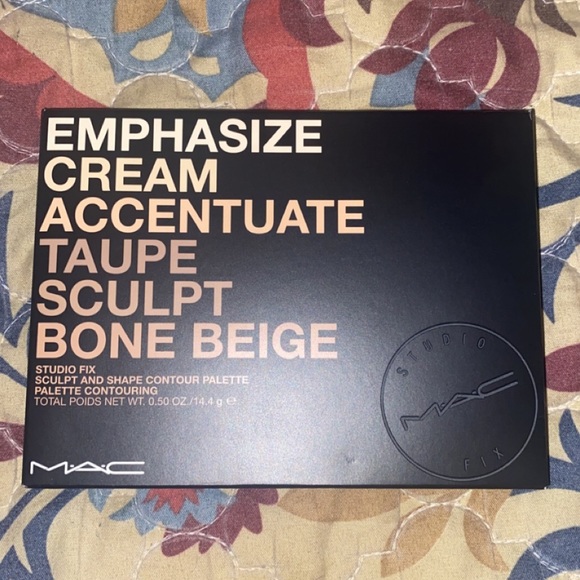 EMPHASIZE
CREAM
ACCENTUATE
TAUPE
SCULPT
BONE BEIGE
STUDIO FIX
SCULPT AND SHAPE CONTOUR PALETTE
PALETTE CONTOURING
TOTAL POIDS NET WT. 0.50 OZ./14.4 g ℮
M·A·C
STUDIO
M·A·C
FIX